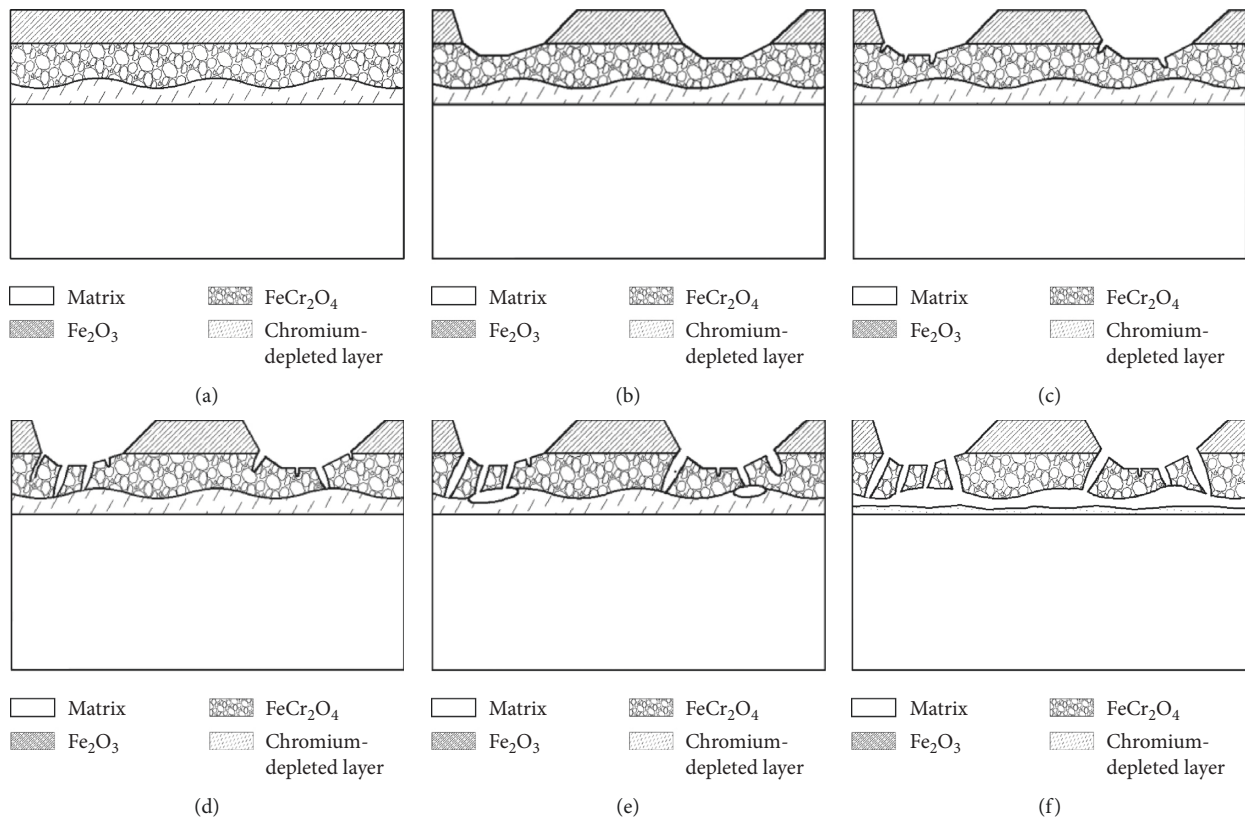 Matrix
FeCr₂O₄
Fe₂O₃
Chromium-
depleted layer
(a)
Matrix
FeCr₂O₄
Fe₂O₃
Chromium-
depleted layer
(b)
Matrix
FeCr₂O₄
Fe₂O₃
Chromium-
depleted layer
(c)
Matrix
FeCr₂O₄
Fe₂O₃
Chromium-
depleted layer
(d)
Matrix
FeCr₂O₄
Fe₂O₃
Chromium-
depleted layer
(e)
Matrix
FeCr₂O₄
Fe₂O₃
Chromium-
depleted layer
(f)